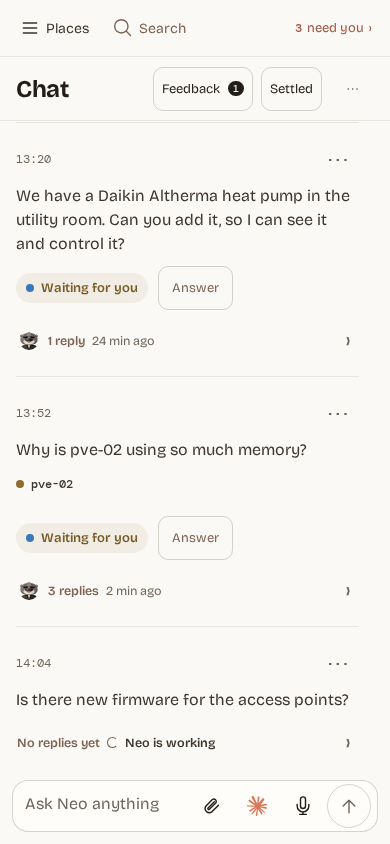 Places
Search
3 need you ›
Chat
Feedback 1
Settled
...
13:20
...
We have a Daikin Altherma heat pump in the
utility room. Can you add it, so I can see it
and control it?
Waiting for you
Answer
1 reply 24 min ago
›
13:52
...
Why is pve-02 using so much memory?
pve-02
Waiting for you
Answer
3 replies 2 min ago
›
14:04
...
Is there new firmware for the access points?
No replies yet
Neo is working
›
Ask Neo anything